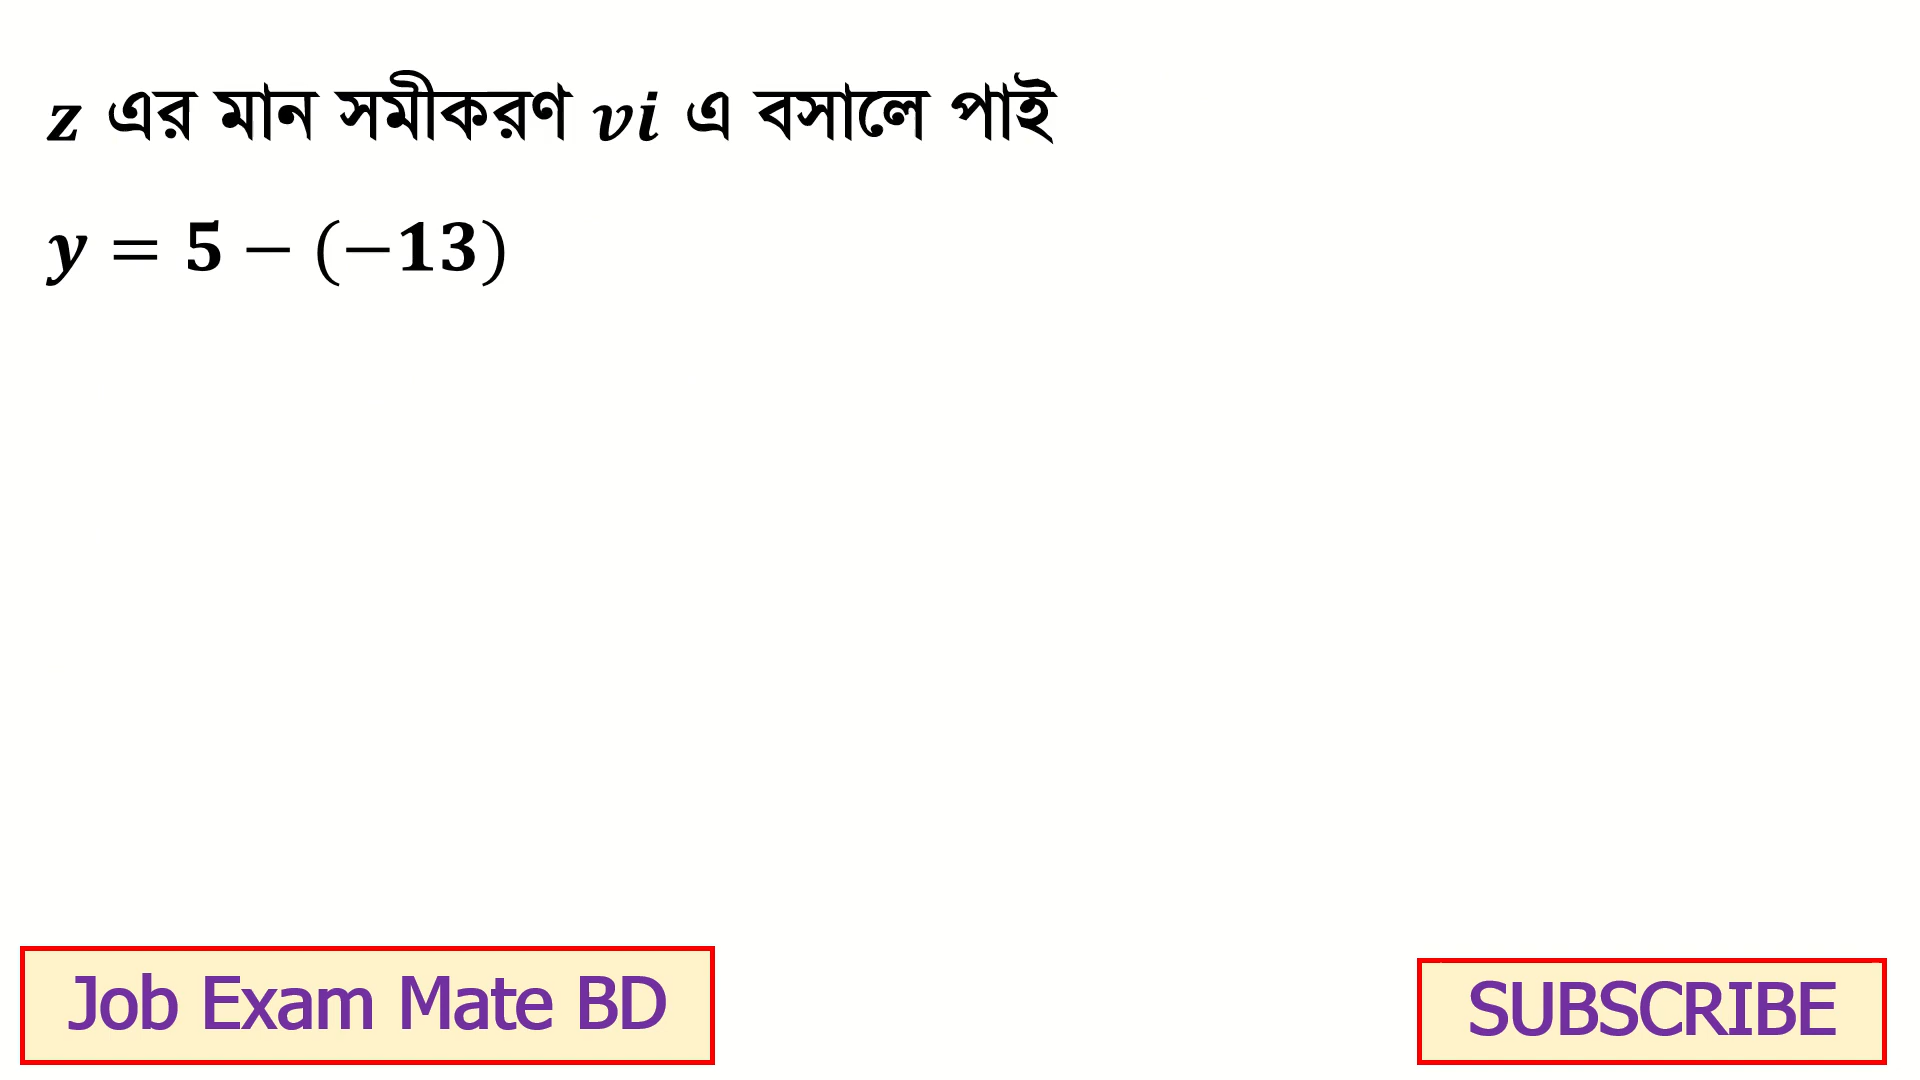 z এর মান সমীকরণ vi এ বসালে পাই
y = 5 − (−13)
Job Exam Mate BD
SUBSCRIBE